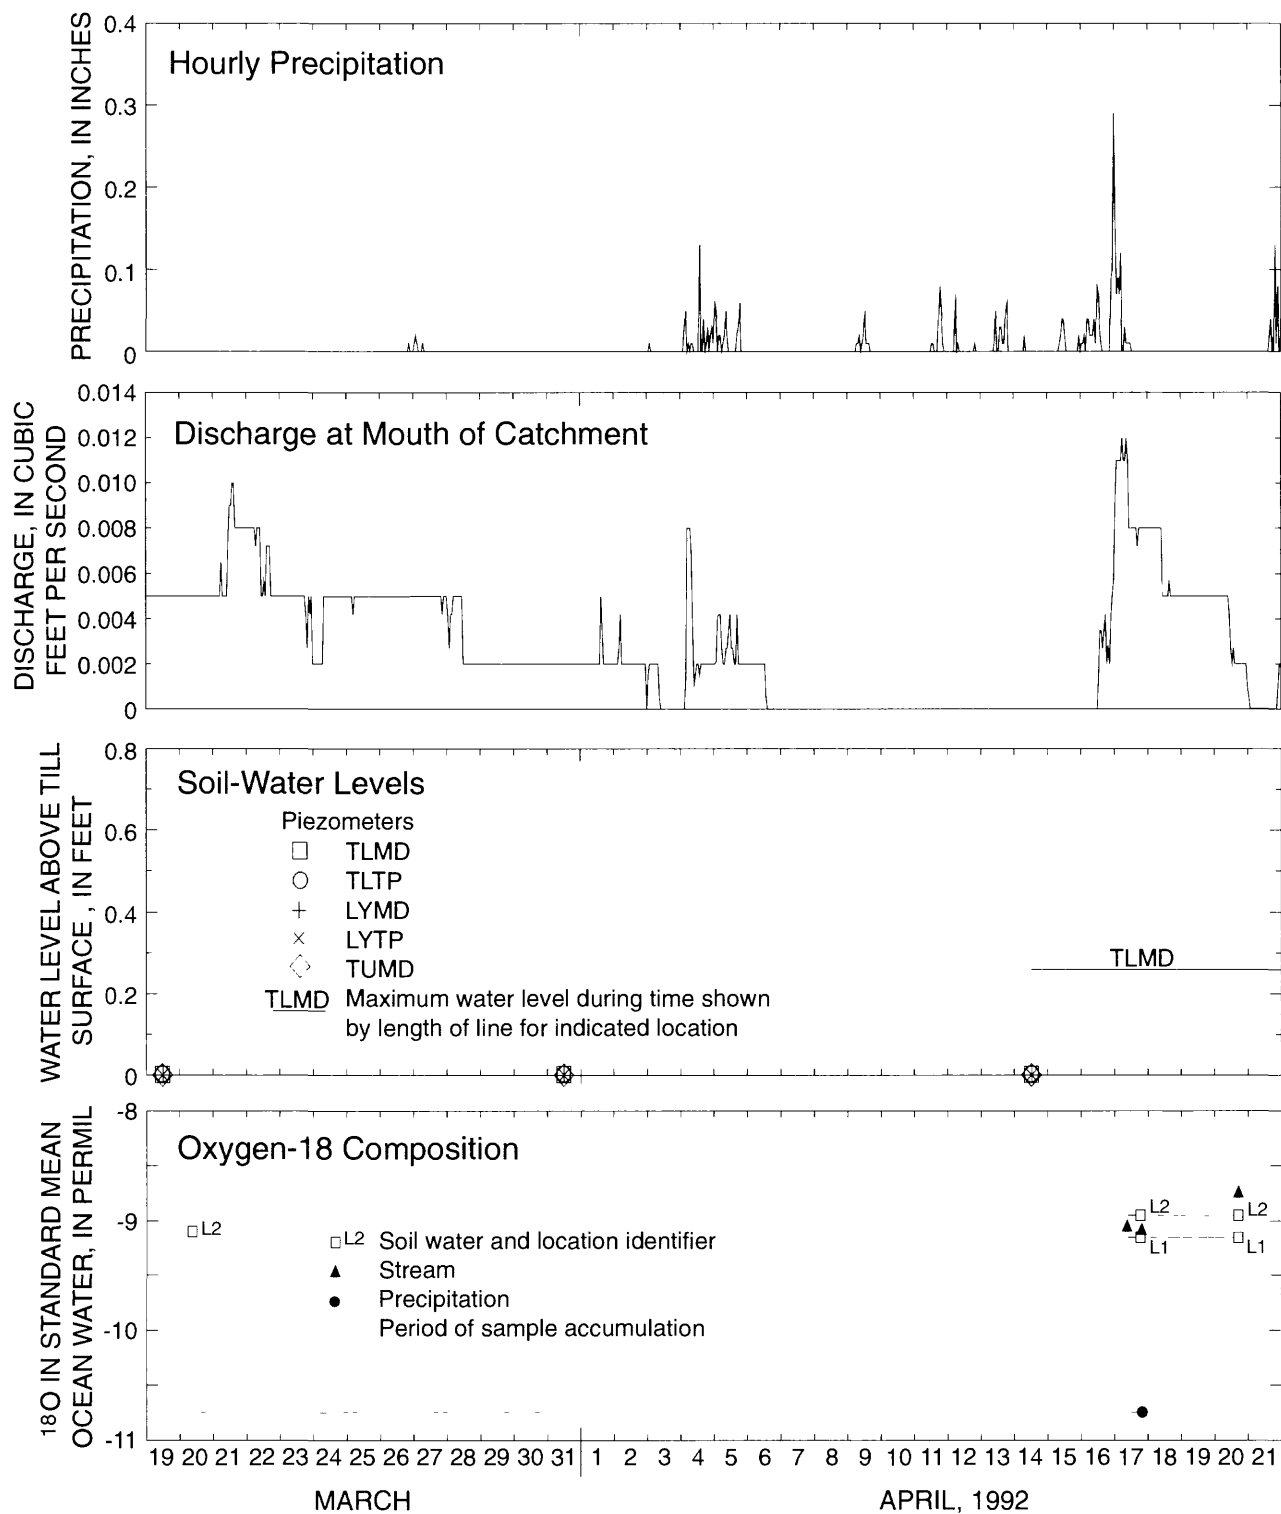 Hourly Precipitation
PRECIPITATION, IN INCHES
0.4
0.3
0.2
0.1
0
Discharge at Mouth of Catchment
DISCHARGE, IN CUBIC
FEET PER SECOND
0.014
0.012
0.010
0.008
0.006
0.004
0.002
0
Soil-Water Levels
Piezometers
TLMD
TLTP
LYMD
LYTP
TUMD
TLMD Maximum water level during time shown
by length of line for indicated location
TLMD
WATER LEVEL ABOVE TILL
SURFACE , IN FEET
0.8
0.6
0.4
0.2
0
Oxygen-18 Composition
L2
L2 Soil water and location identifier
Stream
Precipitation
Period of sample accumulation
L2
L2
L1
L1
18O IN STANDARD MEAN
OCEAN WATER, IN PERMIL
-8
-9
-10
-11
19 20 21 22 23 24 25 26 27 28 29 30 31 1 2 3 4 5 6 7 8 9 10 11 12 13 14 15 16 17 18 19 20 21
MARCH APRIL, 1992